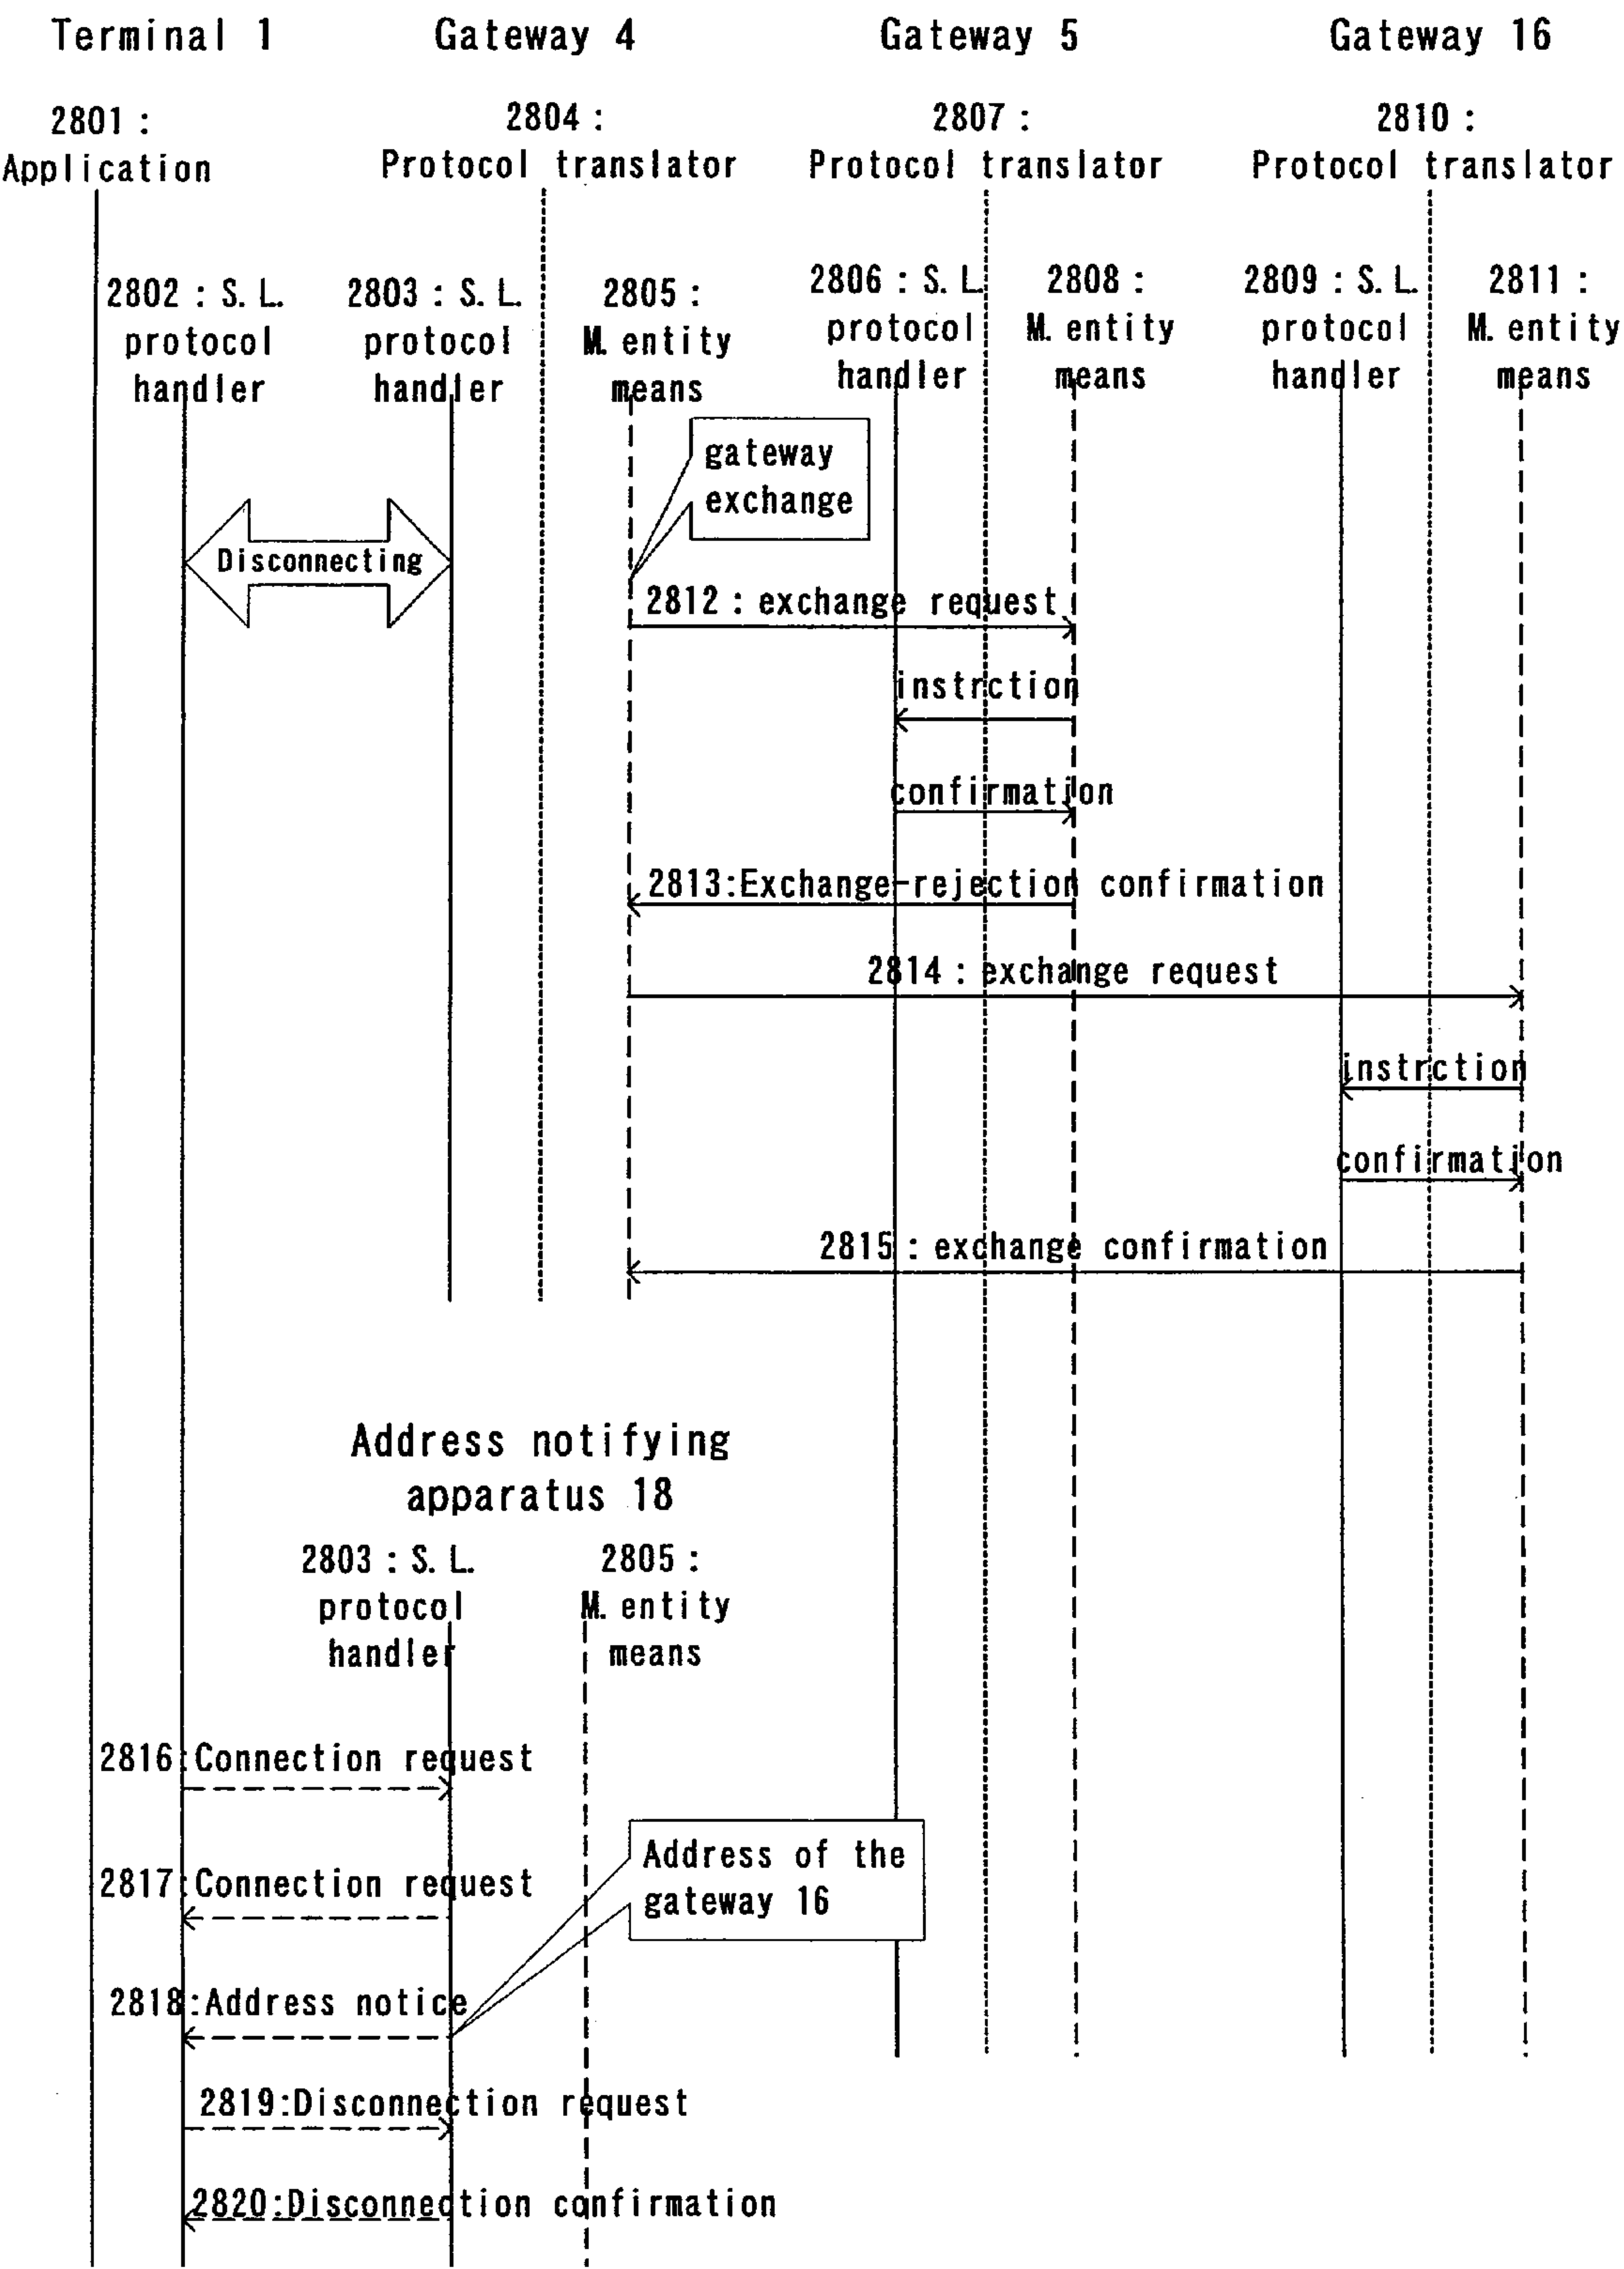 Terminal 1 Gateway 4 Gateway 5 Gateway 16
2801 : 2804 : 2807 : 2810 :
Application Protocol translator Protocol translator Protocol translator
2802 : S. L. 2803 : S. L. 2805 : 2806 : S. L. 2808 : 2809 : S. L. 2811 :
protocol protocol M. entity protocol M. entity protocol M. entity
handler handler means handler means handler means
gateway
exchange
Disconnecting
2812 : exchange request
instrction
confirmation
2813:Exchange-rejection confirmation
2814 : exchange request
instrction
confirmation
2815 : exchange confirmation
Address notifying
apparatus 18
2803 : S. L. 2805 :
protocol M. entity
handler means
2816:Connection request
Address of the
gateway 16
2817:Connection request
2818:Address notice
2819:Disconnection request
2820:Disconnection confirmation